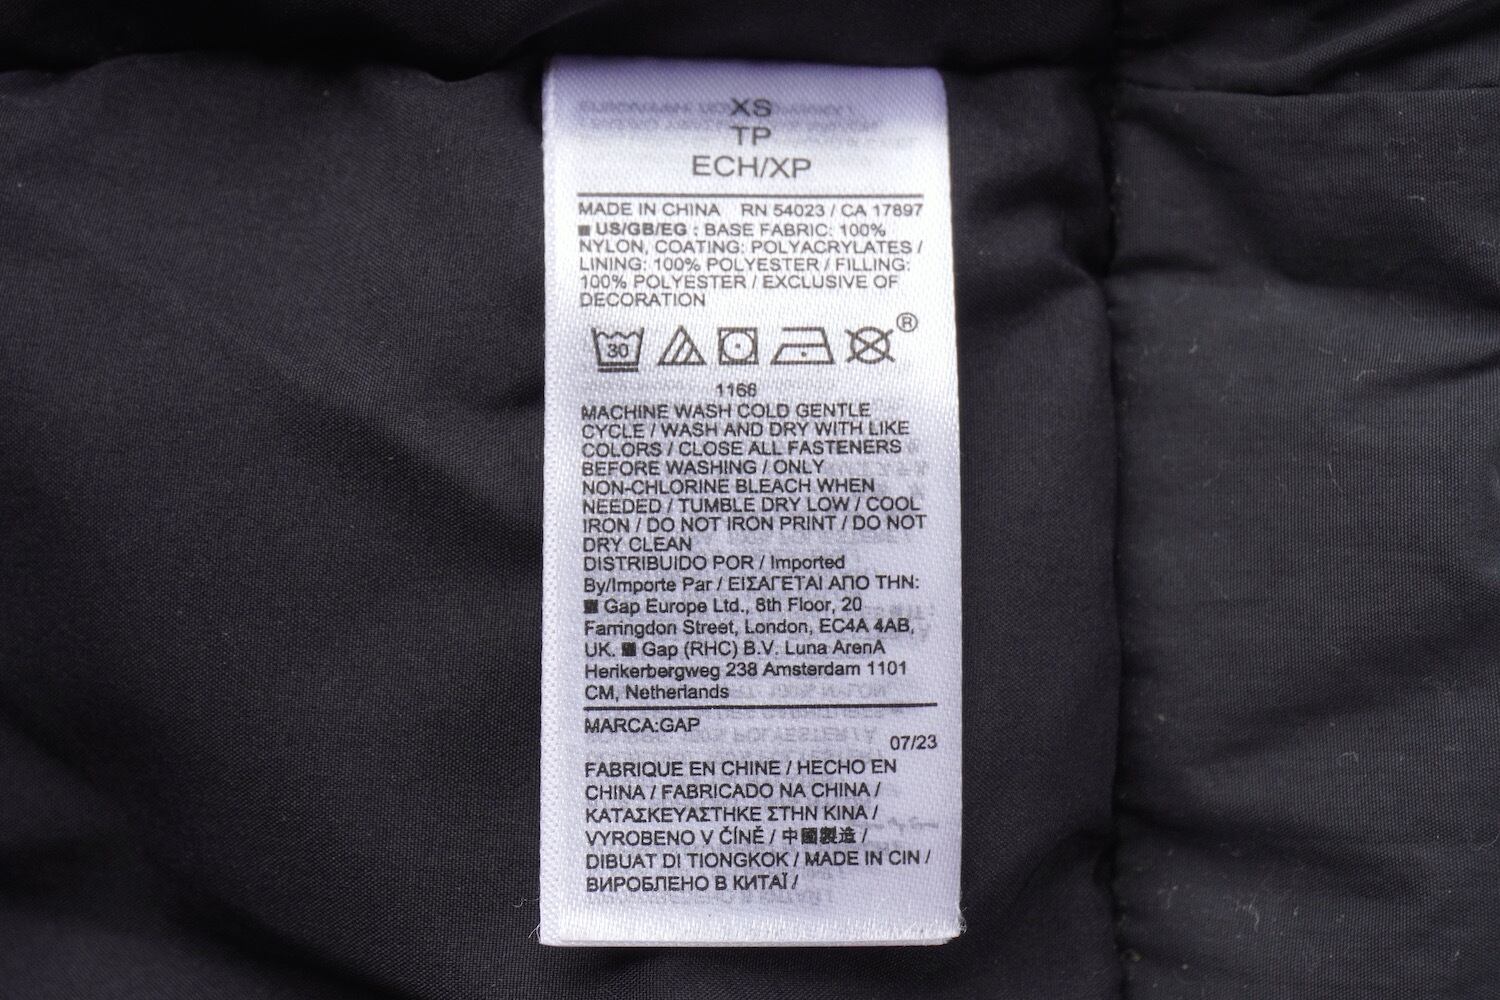 XS
TP
ECH/XP
MADE IN CHINA RN 54023 / CA 17897
■ US/GB/EG : BASE FABRIC: 100%
NYLON, COATING: POLYACRYLATES /
LINING: 100% POLYESTER / FILLING:
100% POLYESTER / EXCLUSIVE OF
DECORATION
30 ®
1166
MACHINE WASH COLD GENTLE
CYCLE / WASH AND DRY WITH LIKE
COLORS / CLOSE ALL FASTENERS
BEFORE WASHING / ONLY
NON-CHLORINE BLEACH WHEN
NEEDED / TUMBLE DRY LOW / COOL
IRON / DO NOT IRON PRINT / DO NOT
DRY CLEAN
DISTRIBUIDO POR / Imported
By/Importe Par / ΕΙΣΑΓΕΤΑΙ ΑΠΟ ΤΗΝ:
■ Gap Europe Ltd., 8th Floor, 20
Farringdon Street, London, EC4A 4AB,
UK. ■ Gap (RHC) B.V. Luna ArenA
Herikerbergweg 238 Amsterdam 1101
CM, Netherlands
MARCA:GAP
07/23
FABRIQUE EN CHINE / HECHO EN
CHINA / FABRICADO NA CHINA /
ΚΑΤΑΣΚΕΥΑΣΤΗΚΕ ΣΤΗΝ ΚΙΝΑ /
VYROBENO V ČÍNĚ / 中國製造 /
DIBUAT DI TIONGKOK / MADE IN CIN /
ВИРОБЛЕНО В КИТАЇ /